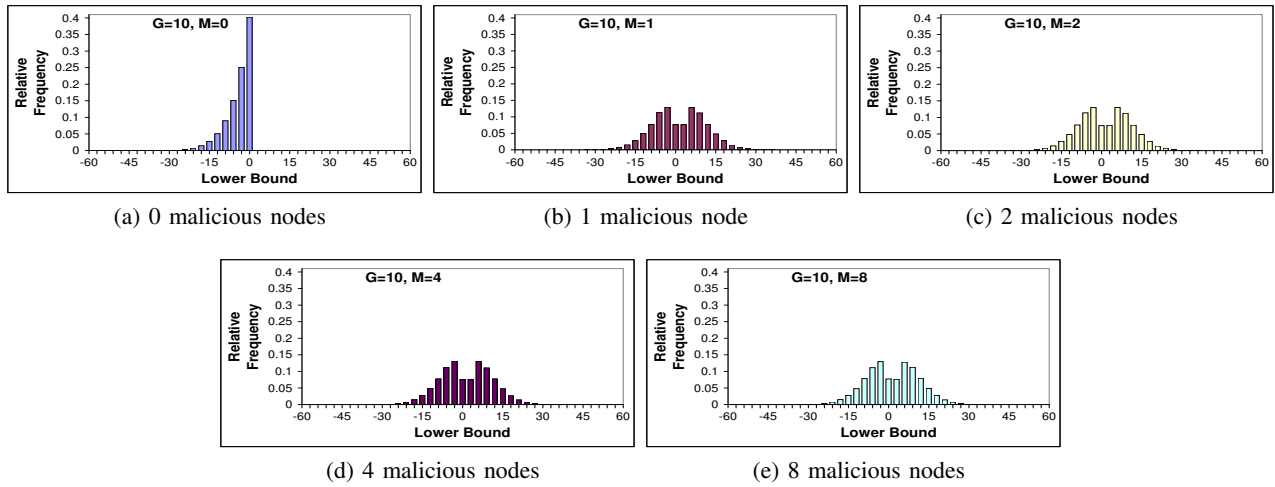 G=10, M=0
0.4
0.35
0.3
0.25
0.2
0.15
0.1
0.05
0
Relative
Frequency
-60 -45 -30 -15 0 15 30 45 60
Lower Bound
(a) 0 malicious nodes
G=10, M=1
0.4
0.35
0.3
0.25
0.2
0.15
0.1
0.05
0
Relative
Frequency
-60 -45 -30 -15 0 15 30 45 60
Lower Bound
(b) 1 malicious node
G=10, M=2
0.4
0.35
0.3
0.25
0.2
0.15
0.1
0.05
0
Relative
Frequency
-60 -45 -30 -15 0 15 30 45 60
Lower Bound
(c) 2 malicious nodes
G=10, M=4
0.4
0.35
0.3
0.25
0.2
0.15
0.1
0.05
0
Relative
Frequency
-60 -45 -30 -15 0 15 30 45 60
Lower Bound
(d) 4 malicious nodes
G=10, M=8
0.4
0.35
0.3
0.25
0.2
0.15
0.1
0.05
0
Relative
Frequency
-60 -45 -30 -15 0 15 30 45 60
Lower Bound
(e) 8 malicious nodes